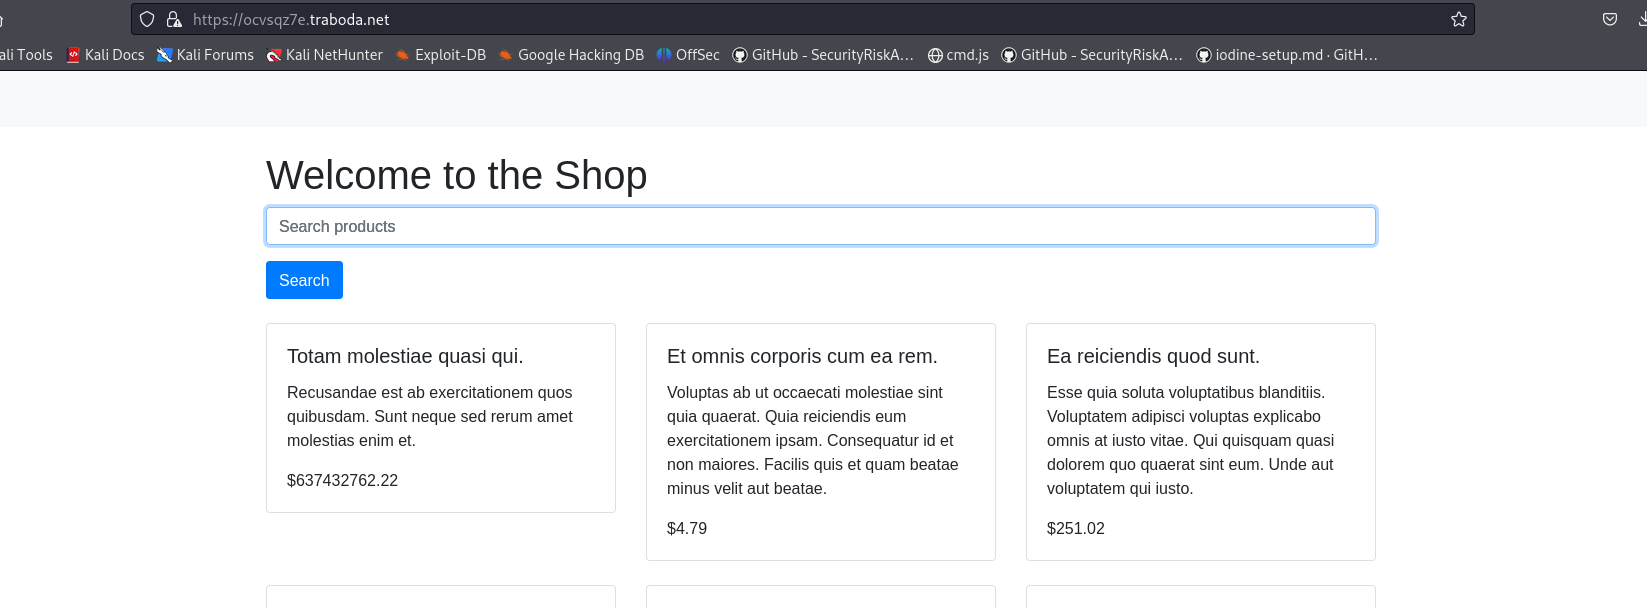 https://ocvsqz7e.traboda.net
ali Tools Kali Docs Kali Forums Kali NetHunter Exploit-DB Google Hacking DB OffSec GitHub - SecurityRiskA... cmd.js GitHub - SecurityRiskA... iodine-setup.md · GitH...
Welcome to the Shop
Search products
Search
Totam molestiae quasi qui.
Recusandae est ab exercitationem quos
quibusdam. Sunt neque sed rerum amet
molestias enim et.
$637432762.22
Et omnis corporis cum ea rem.
Voluptas ab ut occaecati molestiae sint
quia quaerat. Quia reiciendis eum
exercitationem ipsam. Consequatur id et
non maiores. Facilis quis et quam beatae
minus velit aut beatae.
$4.79
Ea reiciendis quod sunt.
Esse quia soluta voluptatibus blanditiis.
Voluptatem adipisci voluptas explicabo
omnis at iusto vitae. Qui quisquam quasi
dolorem quo quaerat sint eum. Unde aut
voluptatem qui iusto.
$251.02